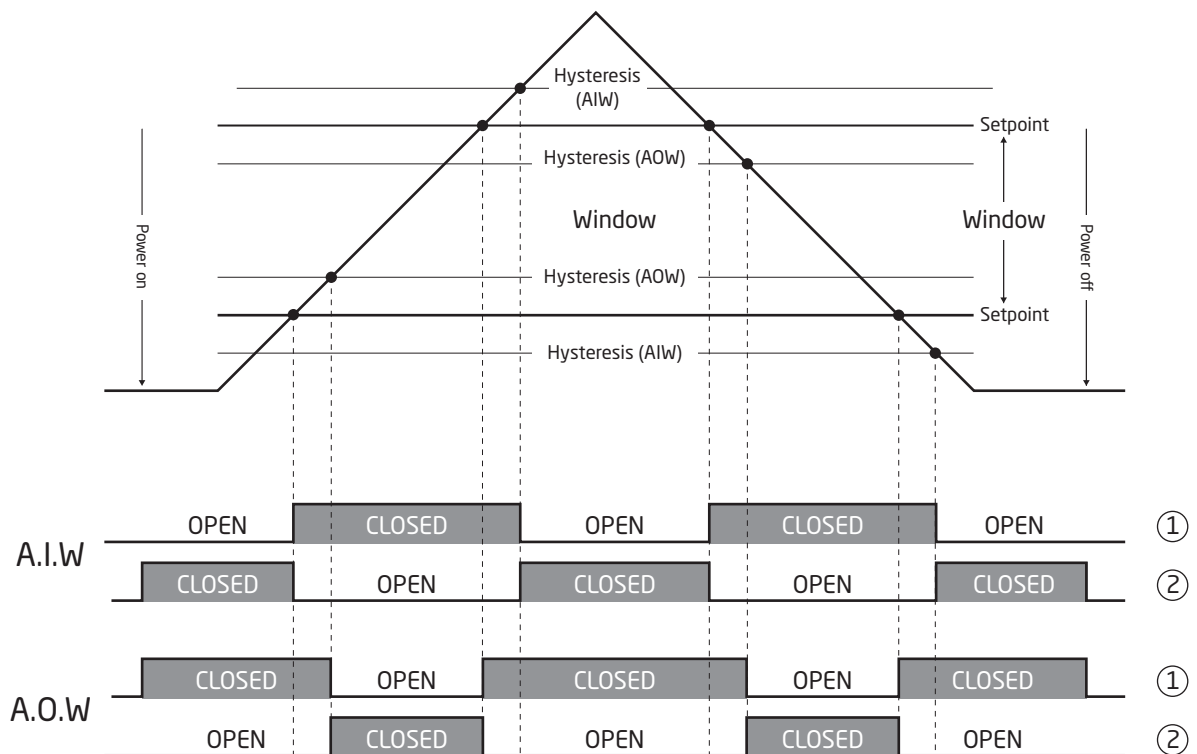 Hysteresis
(AIW)
Setpoint
Hysteresis (AOW)
Power on
Window
Window
Power off
Hysteresis (AOW)
Setpoint
Hysteresis (AIW)
A.I.W
OPEN CLOSED OPEN CLOSED OPEN ①
CLOSED OPEN CLOSED OPEN CLOSED ②
A.O.W
CLOSED OPEN CLOSED OPEN CLOSED ①
OPEN CLOSED OPEN CLOSED OPEN ②